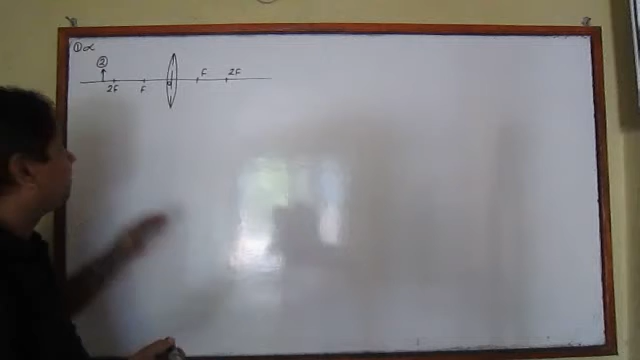 ① ∝
②
2F F F 2F